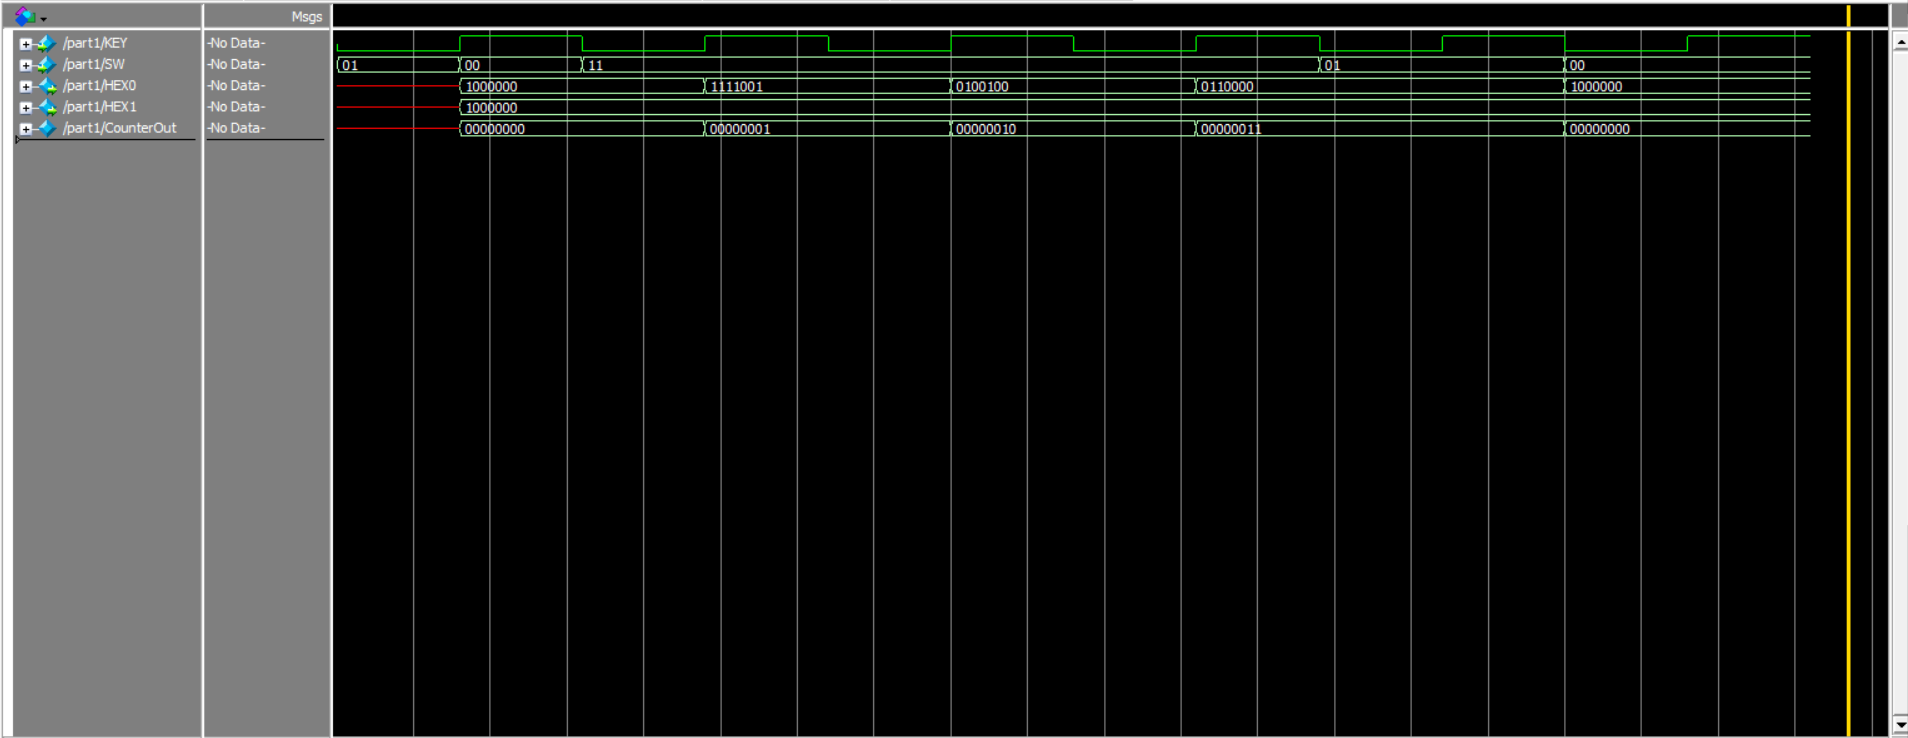 Msgs
/part1/KEY -No Data-
/part1/SW -No Data- 01 00 11 01 00
/part1/HEX0 -No Data- 1000000 1111001 0100100 0110000 1000000
/part1/HEX1 -No Data- 1000000
/part1/CounterOut -No Data- 00000000 00000001 00000010 00000011 00000000